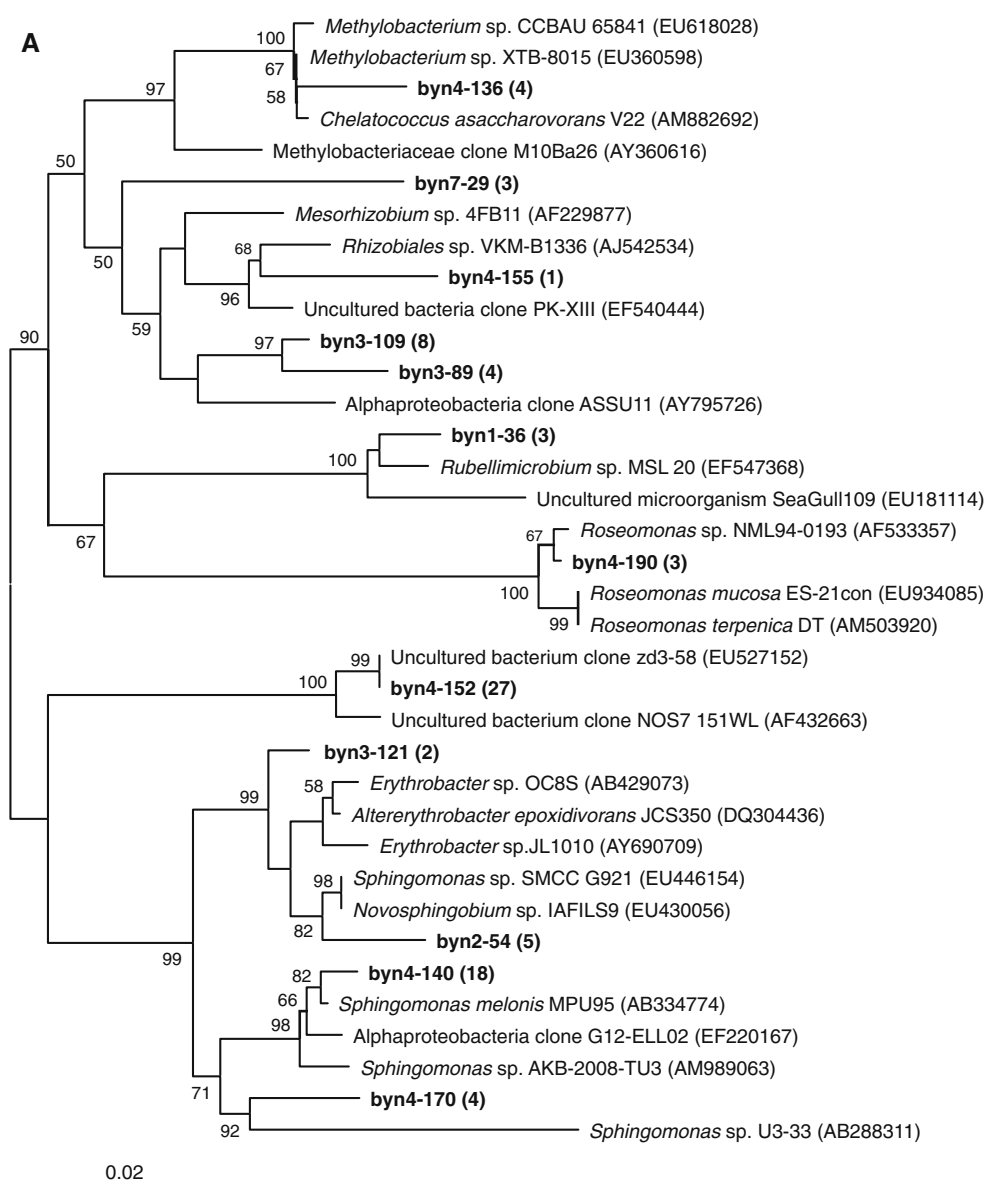 A
Methylobacterium sp. CCBAU 65841 (EU618028)
100
Methylobacterium sp. XTB-8015 (EU360598)
67
97
byn4-136 (4)
58
Chelatococcus asaccharovorans V22 (AM882692)
50
Methylobacteriaceae clone M10Ba26 (AY360616)
byn7-29 (3)
Mesorhizobium sp. 4FB11 (AF229877)
50
68
Rhizobiales sp. VKM-B1336 (AJ542534)
byn4-155 (1)
96
Uncultured bacteria clone PK-XIII (EF540444)
59
90
97
byn3-109 (8)
byn3-89 (4)
Alphaproteobacteria clone ASSU11 (AY795726)
byn1-36 (3)
100
Rubellimicrobium sp. MSL 20 (EF547368)
Uncultured microorganism SeaGull109 (EU181114)
67
67
Roseomonas sp. NML94-0193 (AF533357)
byn4-190 (3)
100
Roseomonas mucosa ES-21con (EU934085)
99
Roseomonas terpenica DT (AM503920)
99
Uncultured bacterium clone zd3-58 (EU527152)
100
byn4-152 (27)
Uncultured bacterium clone NOS7 151WL (AF432663)
byn3-121 (2)
99
58
Erythrobacter sp. OC8S (AB429073)
Altererythrobacter epoxidivorans JCS350 (DQ304436)
Erythrobacter sp.JL1010 (AY690709)
98
Sphingomonas sp. SMCC G921 (EU446154)
Novosphingobium sp. IAFILS9 (EU430056)
82
byn2-54 (5)
99
82
byn4-140 (18)
66
Sphingomonas melonis MPU95 (AB334774)
98
Alphaproteobacteria clone G12-ELL02 (EF220167)
Sphingomonas sp. AKB-2008-TU3 (AM989063)
71
byn4-170 (4)
92
Sphingomonas sp. U3-33 (AB288311)
0.02